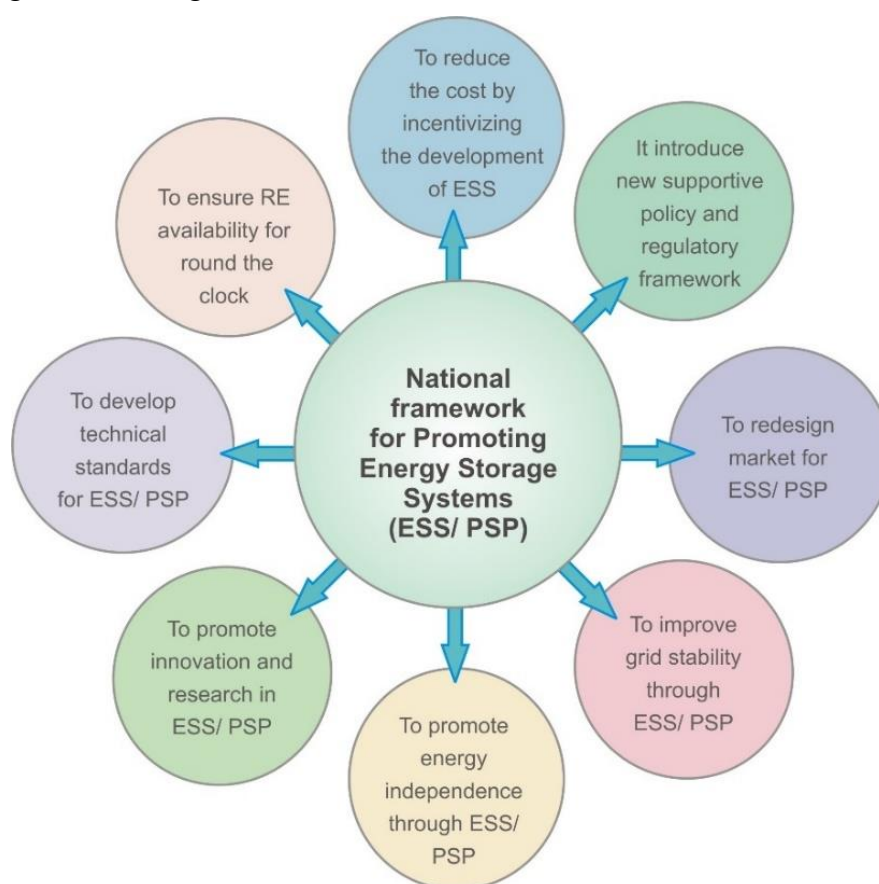 To reduce
the cost by
incentivizing
the development
of ESS
It introduce
new supportive
policy and
regulatory
framework
To redesign
market for
ESS/ PSP
To improve
grid stability
through
ESS/ PSP
To promote
energy
independence
through ESS/
PSP
To promote
innovation and
research in
ESS/ PSP
To develop
technical
standards
for ESS/ PSP
To ensure RE
availability for
round the
clock
National
framework
for Promoting
Energy Storage
Systems
(ESS/ PSP)